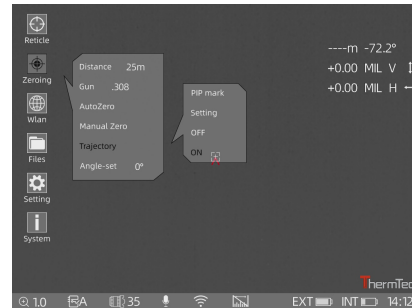 Reticle
Zeroing
Wlan
Files
Setting
System
Distance 25m
Gun .308
AutoZero
Manual Zero
Trajectory
Angle-set 0°
PIP mark
Setting
OFF
ON
----m -72.2°
+0.00 MIL V
+0.00 MIL H
ThermTec
1.0
A
35
EXT
INT
14:12